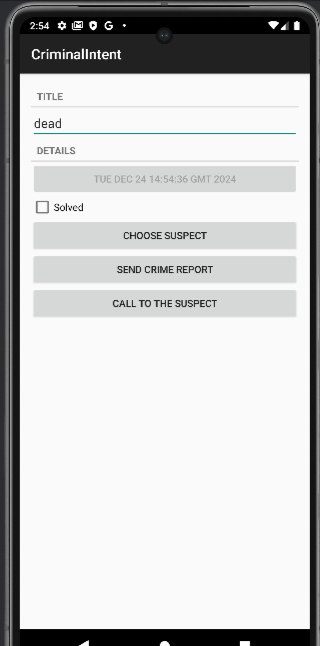 2:54
CriminalIntent
TITLE
dead
DETAILS
TUE DEC 24 14:54:36 GMT 2024
Solved
CHOOSE SUSPECT
SEND CRIME REPORT
CALL TO THE SUSPECT